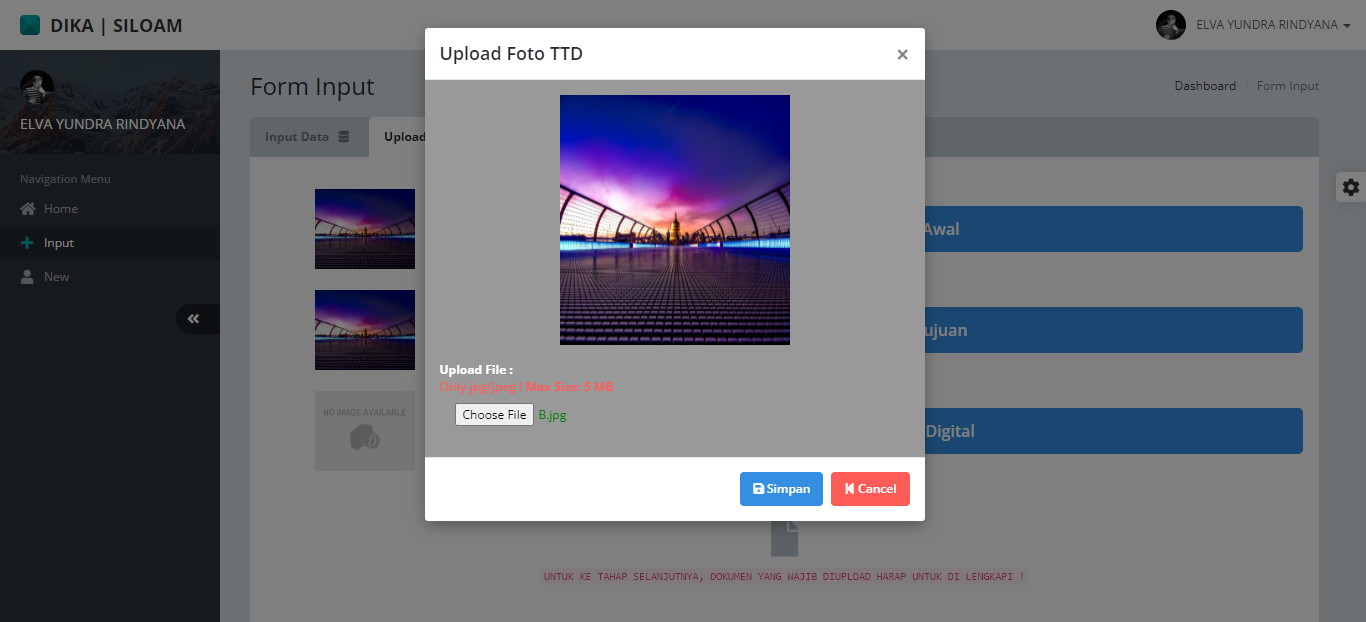 DIKA | SILOAM
ELVA YUNDRA RINDYANA
Upload Foto TTD
×
ELVA YUNDRA RINDYANA
Form Input
Dashboard / Form Input
Input Data
Upload
Navigation Menu
Home
Input
New
Awal
ujuan
Digital
NO IMAGE AVAILABLE
Upload File :
Only jpg/jpeg ! Max Size: 5 MB
Choose File B.jpg
Simpan
Cancel
UNTUK KE TAHAP SELANJUTNYA, DOKUMEN YANG WAJIB DIUPLOAD HARAP UNTUK DI LENGKAPI !